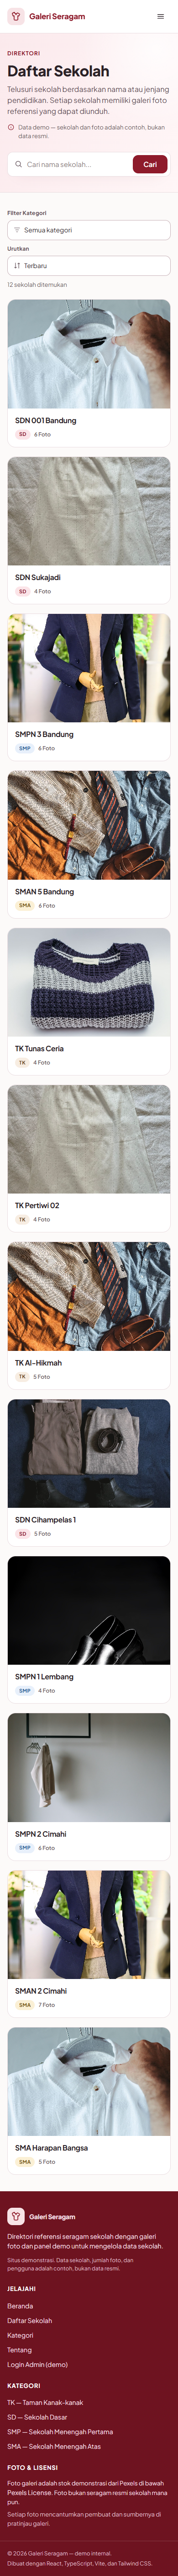 Galeri Seragam
DIREKTORI
Daftar Sekolah
Telusuri sekolah berdasarkan nama atau jenjang
pendidikan. Setiap sekolah memiliki galeri foto
referensi yang dapat diunduh.
Data demo — sekolah dan foto adalah contoh, bukan
data resmi.
Cari nama sekolah...
Cari
Filter Kategori
Semua kategori
Urutkan
Terbaru
12 sekolah ditemukan
SDN 001 Bandung
SD 6 Foto
SDN Sukajadi
SD 4 Foto
SMPN 3 Bandung
SMP 6 Foto
SMAN 5 Bandung
SMA 6 Foto
TK Tunas Ceria
TK 4 Foto
TK Pertiwi 02
TK 4 Foto
TK Al-Hikmah
TK 5 Foto
SDN Cihampelas 1
SD 5 Foto
SMPN 1 Lembang
SMP 4 Foto
SMPN 2 Cimahi
SMP 6 Foto
SMAN 2 Cimahi
SMA 7 Foto
SMA Harapan Bangsa
SMA 5 Foto
Galeri Seragam
Direktori referensi seragam sekolah dengan galeri
foto dan panel demo untuk mengelola data sekolah.
Situs demonstrasi. Data sekolah, jumlah foto, dan
pengguna adalah contoh, bukan data resmi.
JELAJAHI
Beranda
Daftar Sekolah
Kategori
Tentang
Login Admin (demo)
KATEGORI
TK — Taman Kanak-kanak
SD — Sekolah Dasar
SMP — Sekolah Menengah Pertama
SMA — Sekolah Menengah Atas
FOTO & LISENSI
Foto galeri adalah stok demonstrasi dari Pexels di bawah
Pexels License. Foto bukan seragam resmi sekolah mana
pun.
Setiap foto mencantumkan pembuat dan sumbernya di
pratinjau galeri.
© 2026 Galeri Seragam — demo internal.
Dibuat dengan React, TypeScript, Vite, dan Tailwind CSS.